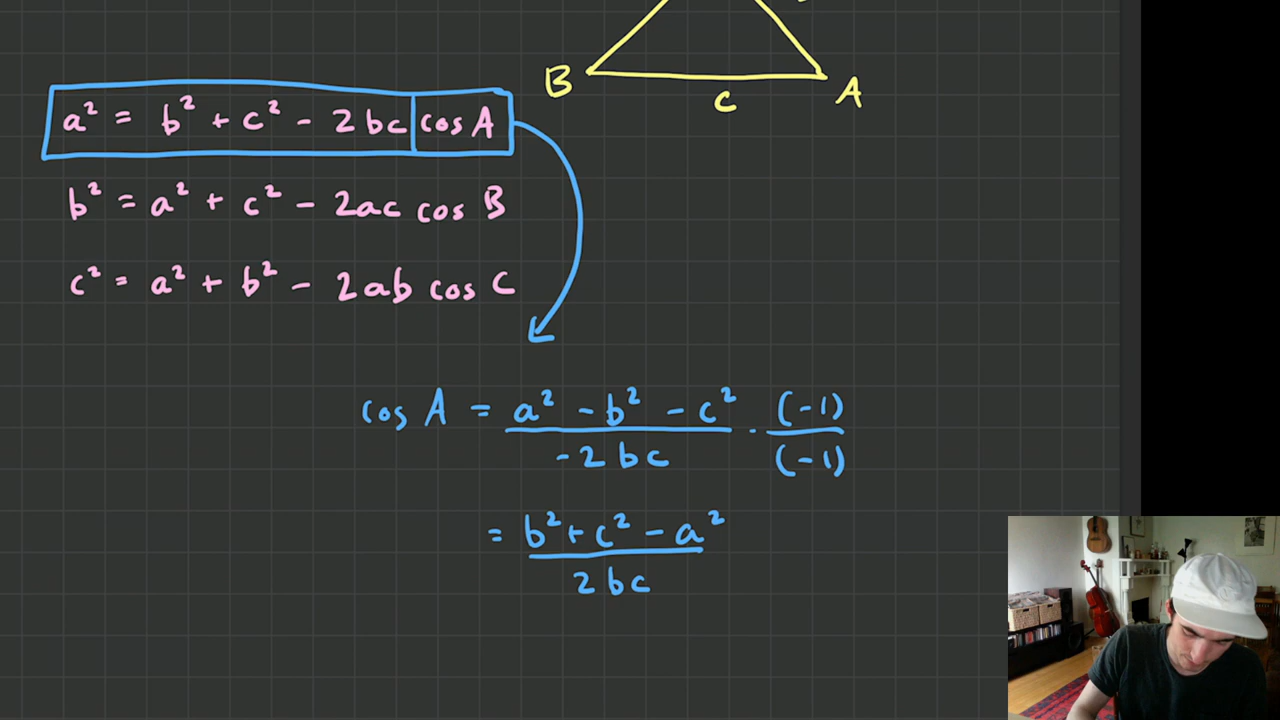 B
c
A
a² = b² + c² - 2bc cos A
b² = a² + c² - 2ac cos B
c² = a² + b² - 2ab cos C
cos A = a² - b² - c² / -2bc · (-1) / (-1)
= b² + c² - a² / 2bc